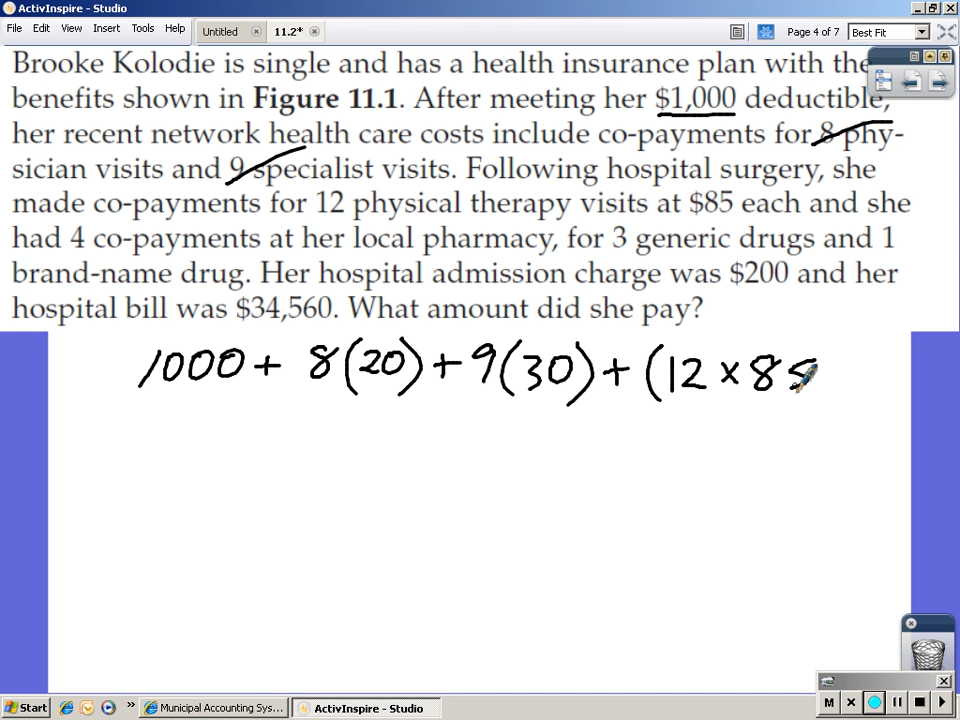 ActivInspire - Studio
File Edit View Insert Tools Help Untitled 11.2* Page 4 of 7 Best Fit
Brooke Kolodie is single and has a health insurance plan with the
benefits shown in Figure 11.1. After meeting her $1,000 deductible,
her recent network health care costs include co-payments for 8 phy-
sician visits and 9 specialist visits. Following hospital surgery, she
made co-payments for 12 physical therapy visits at $85 each and she
had 4 co-payments at her local pharmacy, for 3 generic drugs and 1
brand-name drug. Her hospital admission charge was $200 and her
hospital bill was $34,560. What amount did she pay?
1000 + 8(20) + 9(30) + (12 × 85
M
Start Municipal Accounting Sys... ActivInspire - Studio